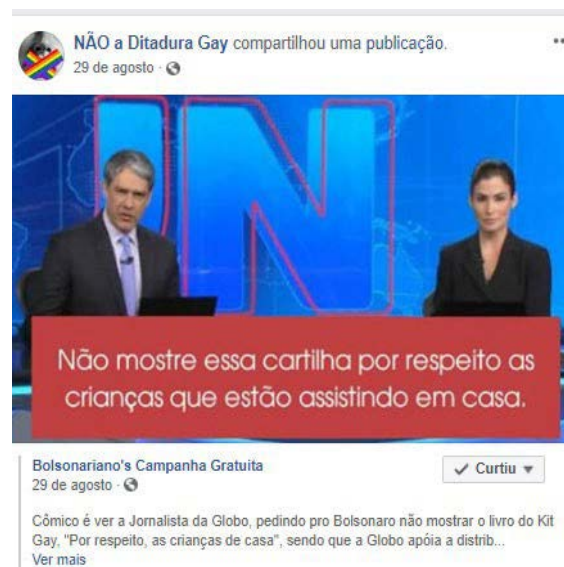 NÃO a Ditadura Gay compartilhou uma publicação.
29 de agosto ·
JN
Não mostre essa cartilha por respeito as
crianças que estão assistindo em casa.
Bolsonariano's Campanha Gratuita
29 de agosto ·
Curtiu
Cômico é ver a Jornalista da Globo, pedindo pro Bolsonaro não mostrar o livro do Kit
Gay, "Por respeito, as crianças de casa", sendo que a Globo apóia a distrib...
Ver mais